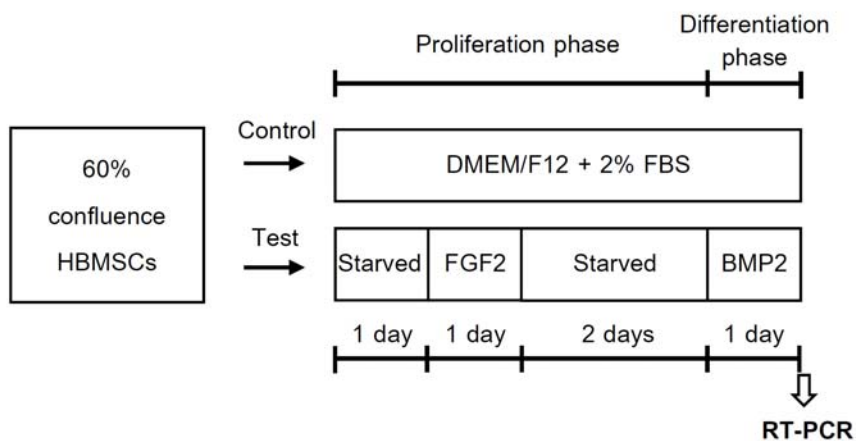 Proliferation phase
Differentiation
phase
60%
confluence
HBMSCs
Control
DMEM/F12 + 2% FBS
Test
Starved
FGF2
Starved
BMP2
1 day
1 day
2 days
1 day
RT-PCR